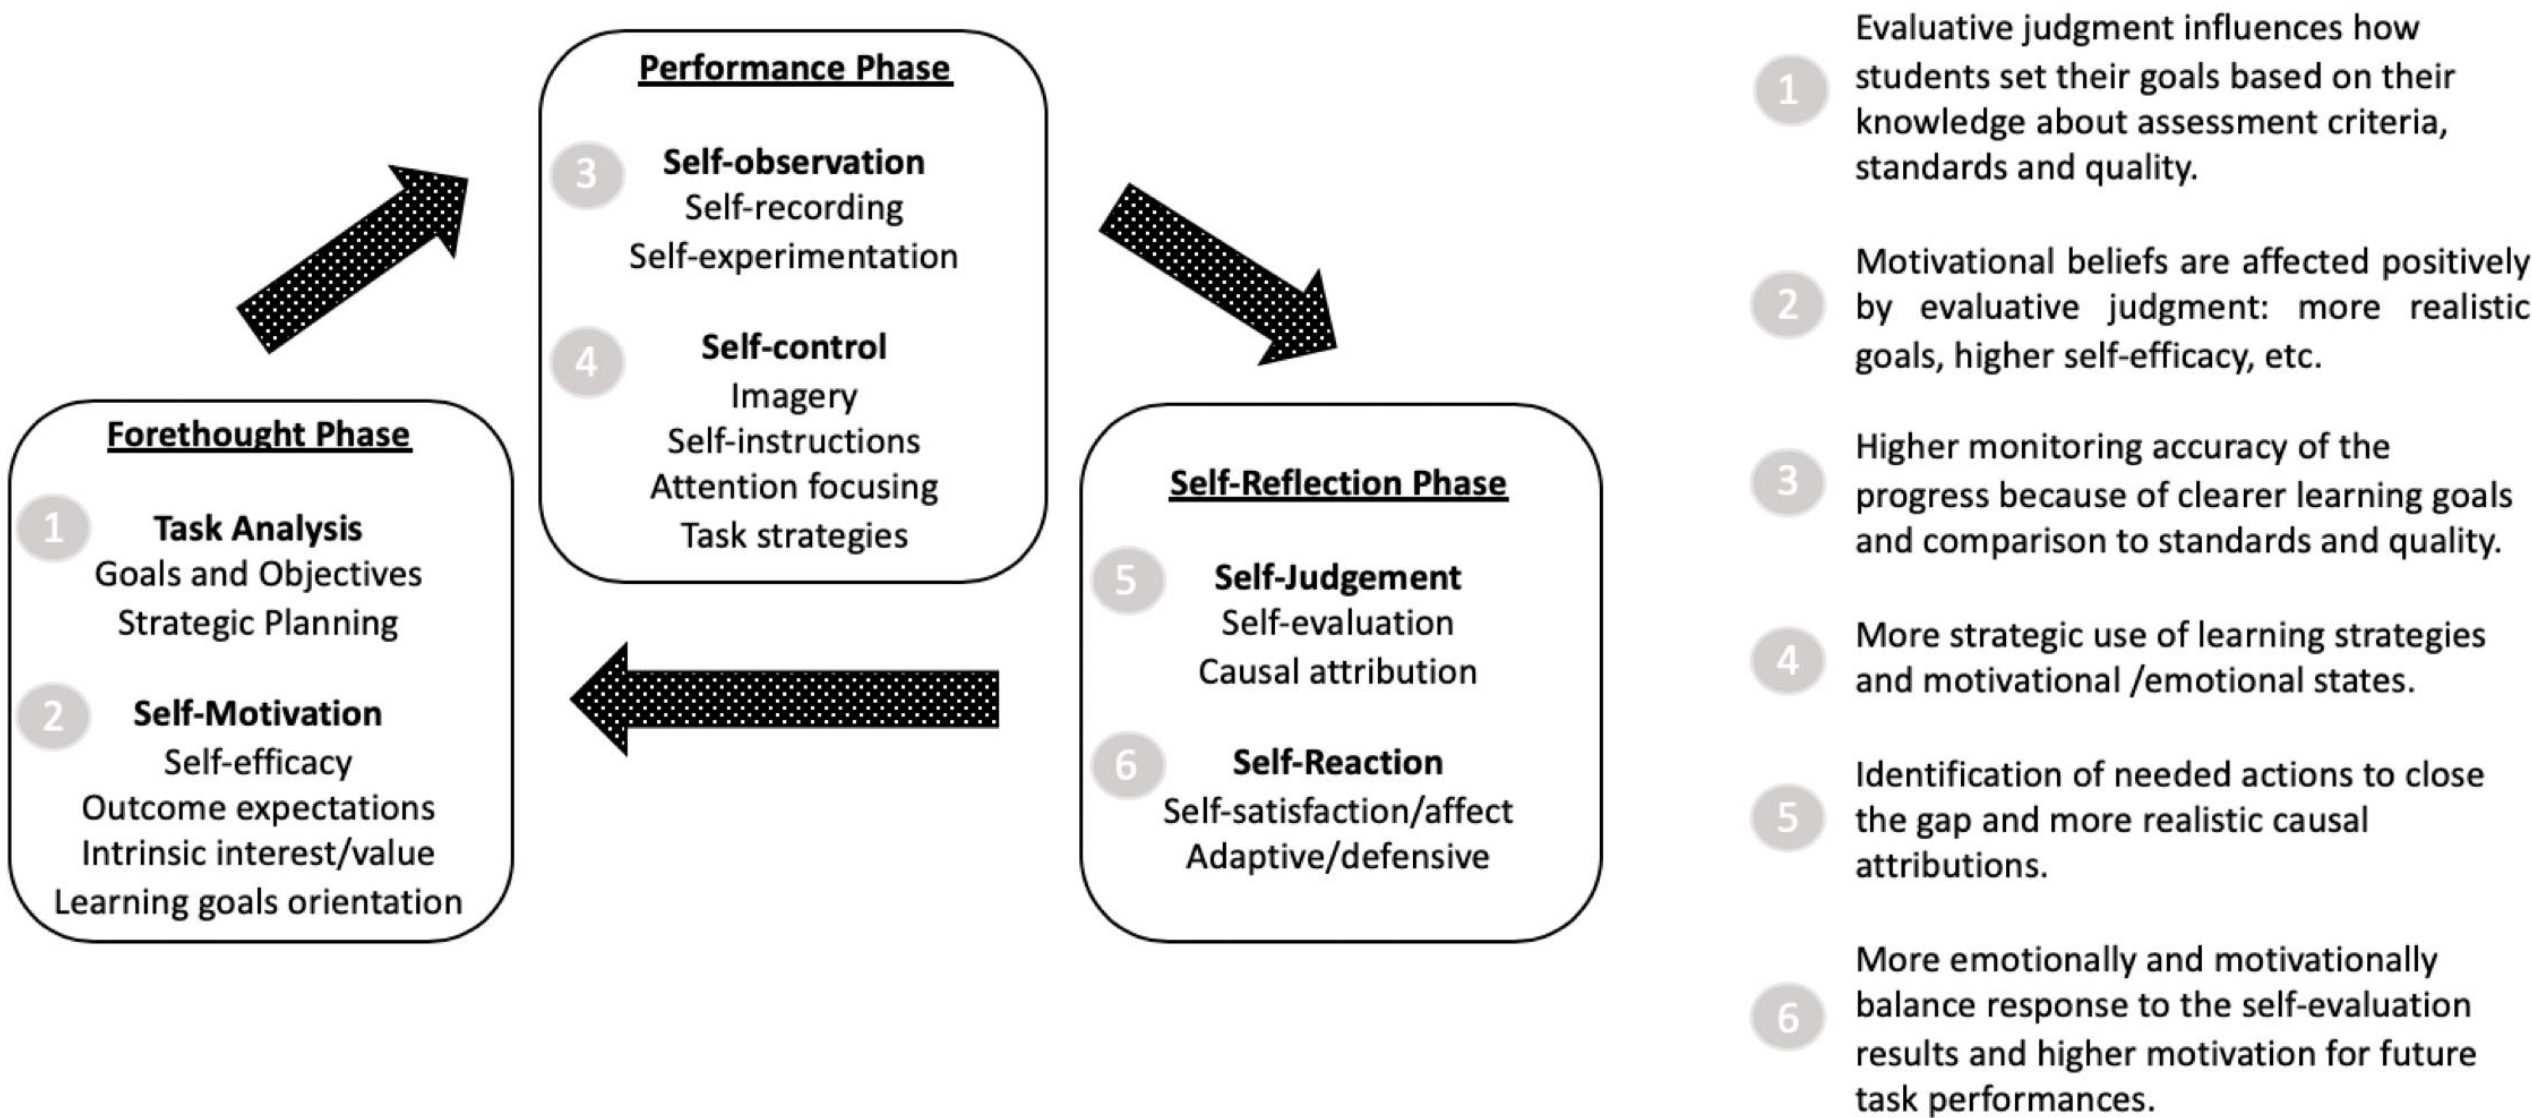 Performance Phase
3
Self-observation
Self-recording
Self-experimentation
4
Self-control
Imagery
Self-instructions
Attention focusing
Task strategies
Forethought Phase
1
Task Analysis
Goals and Objectives
Strategic Planning
2
Self-Motivation
Self-efficacy
Outcome expectations
Intrinsic interest/value
Learning goals orientation
Self-Reflection Phase
5
Self-Judgement
Self-evaluation
Causal attribution
6
Self-Reaction
Self-satisfaction/affect
Adaptive/defensive
1
Evaluative judgment influences how
students set their goals based on their
knowledge about assessment criteria,
standards and quality.
2
Motivational beliefs are affected positively
by evaluative judgment: more realistic
goals, higher self-efficacy, etc.
3
Higher monitoring accuracy of the
progress because of clearer learning goals
and comparison to standards and quality.
4
More strategic use of learning strategies
and motivational /emotional states.
5
Identification of needed actions to close
the gap and more realistic causal
attributions.
6
More emotionally and motivationally
balance response to the self-evaluation
results and higher motivation for future
task performances.